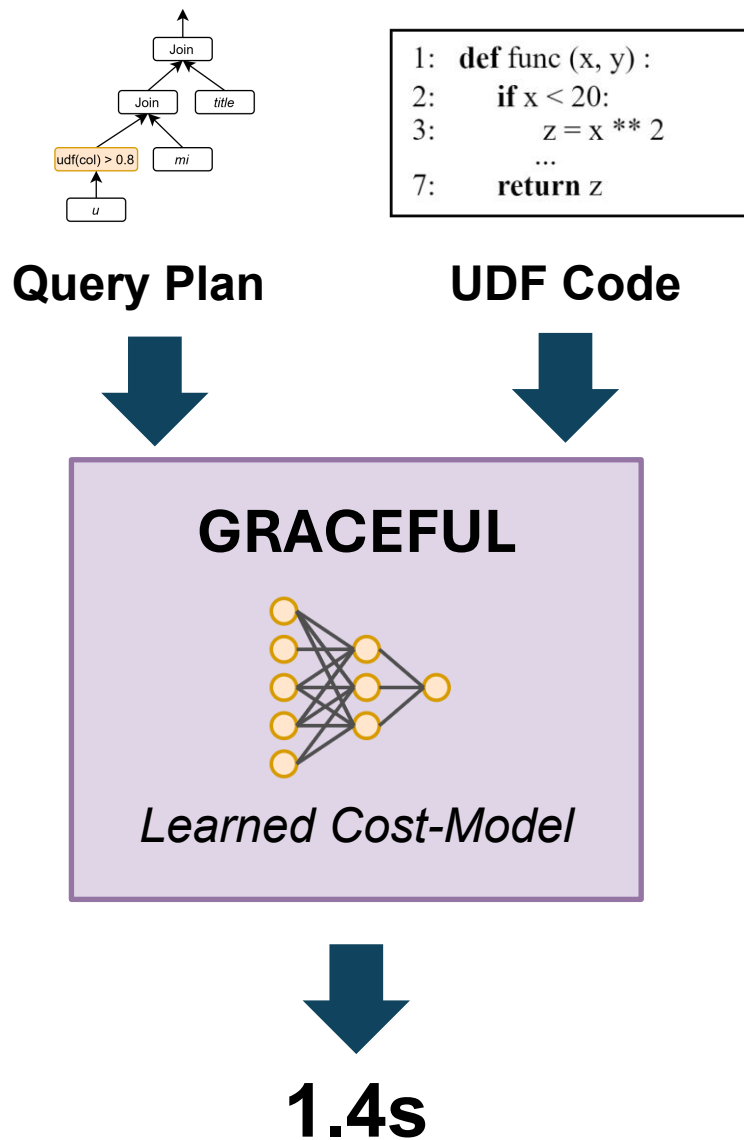 Join
Join
title
udf(col) > 0.8
mi
u
1: def func (x, y) :
2: if x < 20:
3: z = x ** 2
...
7: return z
Query Plan
UDF Code
GRACEFUL
Learned Cost-Model
1.4s